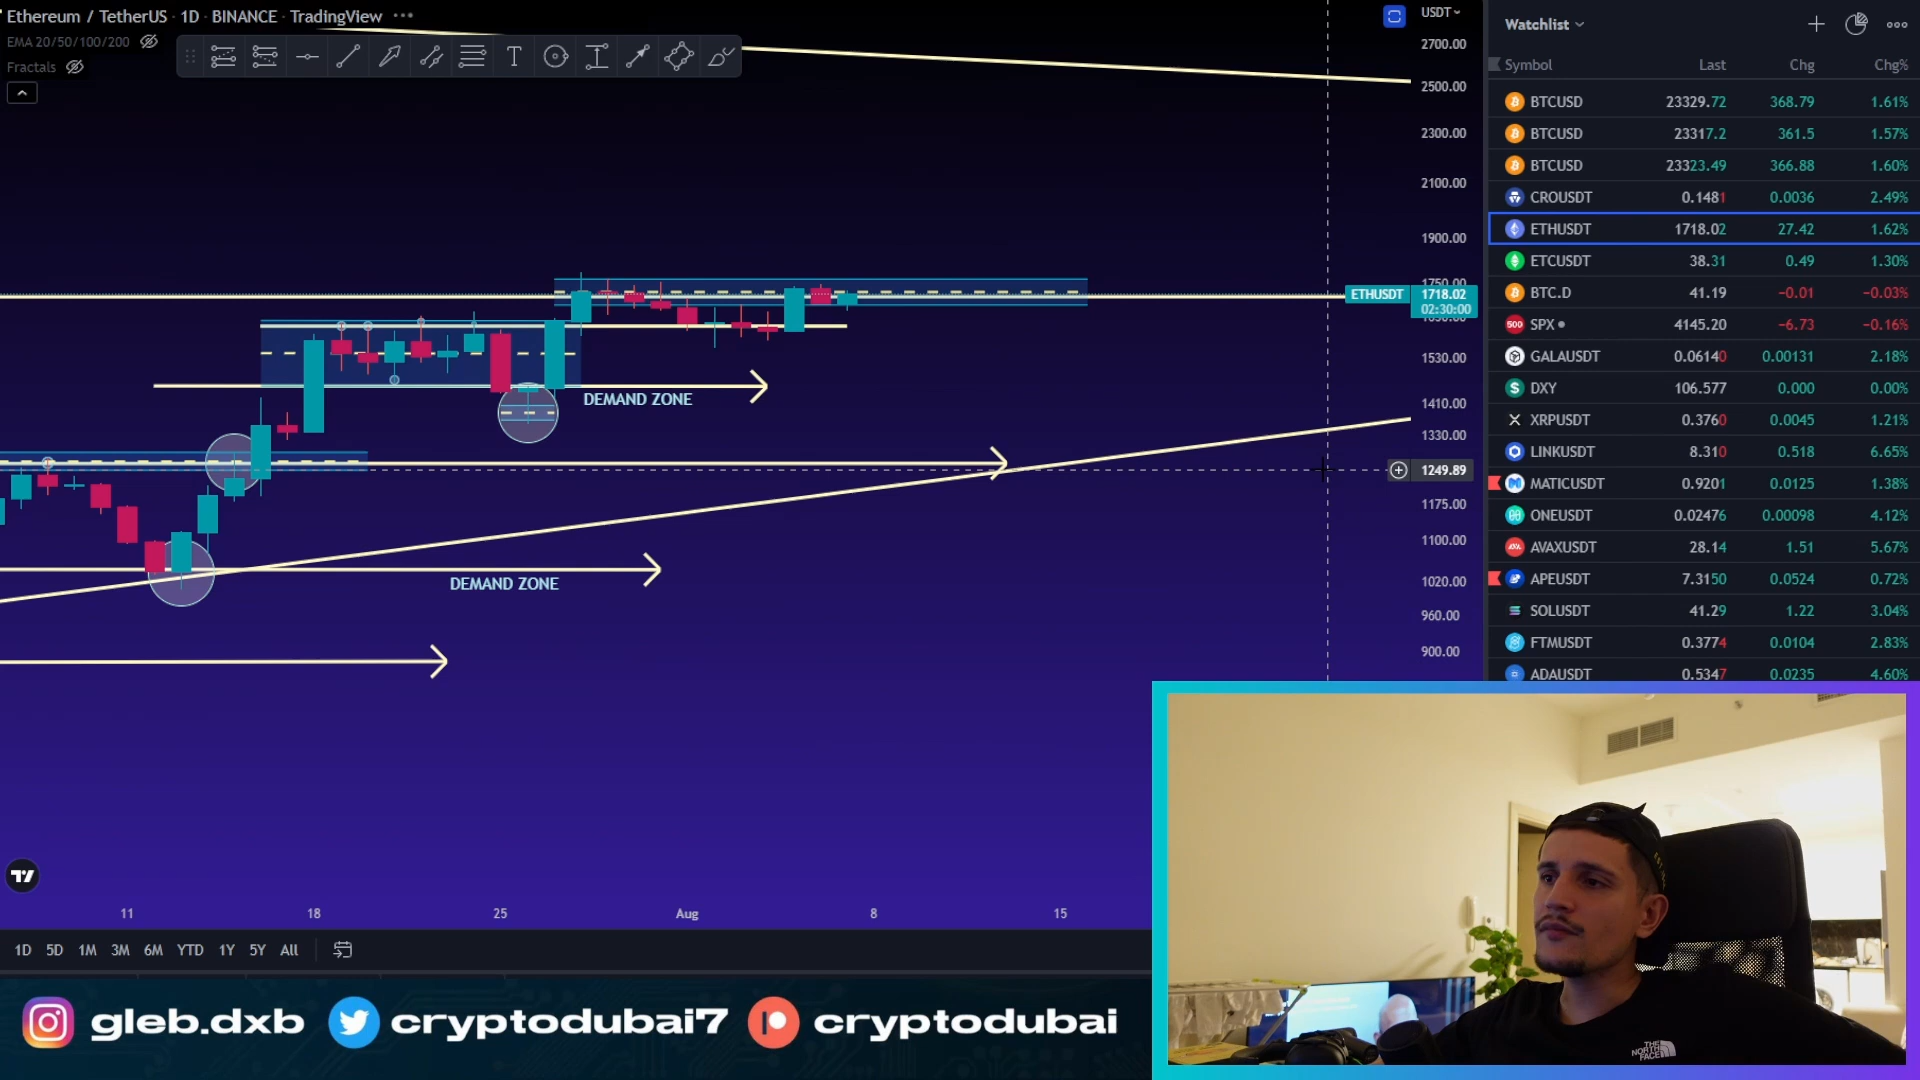 Ethereum / TetherUS · 1D · BINANCE · TradingView ···
EMA 20/50/100/200
Fractals
USDT
2700.00
2500.00
2300.00
2100.00
1900.00
1750.00
ETHUSDT 1718.02
02:30:00
1530.00
1410.00
1330.00
1249.89
1175.00
1100.00
1020.00
960.00
900.00
DEMAND ZONE
DEMAND ZONE
11 18 25 Aug 8 15
1D 5D 1M 3M 6M YTD 1Y 5Y All
Watchlist
Symbol Last Chg Chg%
BTCUSD 23329.72 368.79 1.61%
BTCUSD 23317.2 361.5 1.57%
BTCUSD 23323.49 366.88 1.60%
CROUSDT 0.1481 0.0036 2.49%
ETHUSDT 1718.02 27.42 1.62%
ETCUSDT 38.31 0.49 1.30%
BTC.D 41.19 −0.01 −0.03%
500 SPX 4145.20 −6.73 −0.16%
GALAUSDT 0.06140 0.00131 2.18%
DXY 106.577 0.000 0.00%
XRPUSDT 0.3760 0.0045 1.21%
LINKUSDT 8.310 0.518 6.65%
MATICUSDT 0.9201 0.0125 1.38%
ONEUSDT 0.02476 0.00098 4.12%
AVAXUSDT 28.14 1.51 5.67%
APEUSDT 7.3150 0.0524 0.72%
SOLUSDT 41.29 1.22 3.04%
FTMUSDT 0.3774 0.0104 2.83%
ADAUSDT 0.5347 0.0235 4.60%
gleb.dxb cryptodubai7 cryptodubai
THE
NORTH
FACE